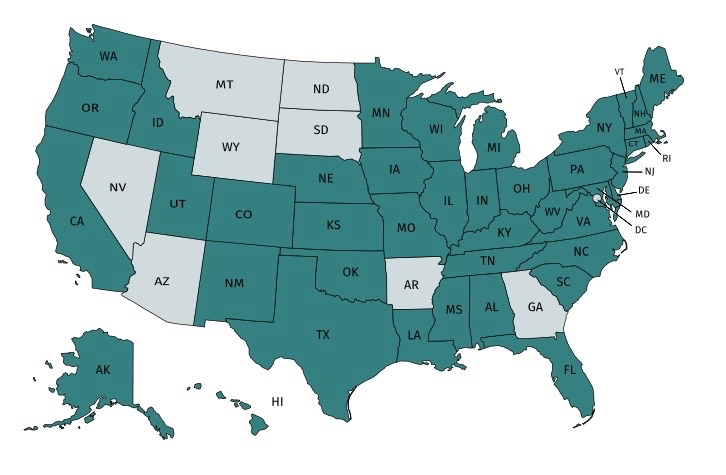 WA
MT
ND
MN
VT
ME
OR
ID
SD
WI
MI
NY
NH
MA
CT
RI
WY
NE
IA
PA
NJ
NV
UT
CO
KS
MO
IL
IN
OH
WV
DE
MD
DC
CA
KY
VA
AZ
NM
OK
AR
TN
NC
SC
TX
LA
MS
AL
GA
AK
HI
FL